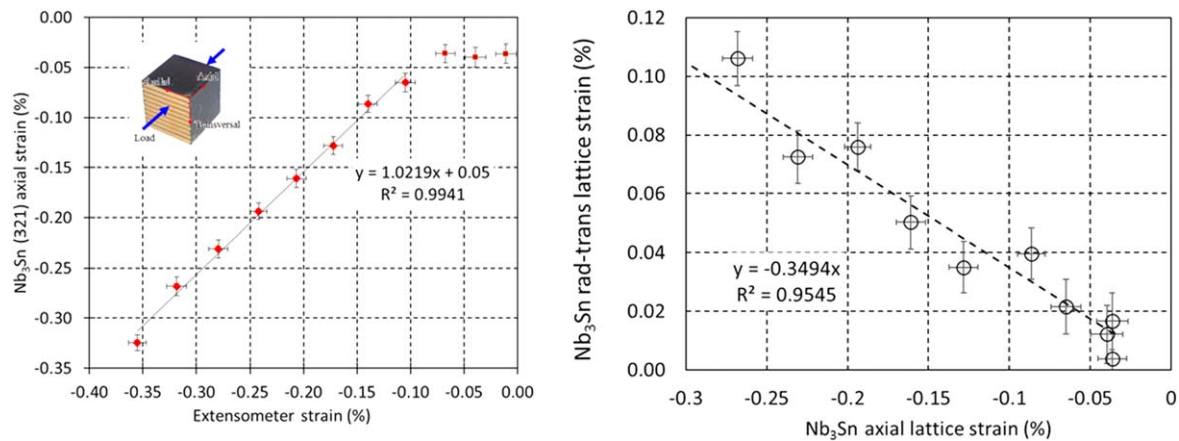 0.00
-0.05
-0.10
-0.15
-0.20
-0.25
-0.30
-0.35
Nb₃Sn (321) axial strain (%)
Axial
Load
Transversal
y = 1.0219x + 0.05
R² = 0.9941
-0.40 -0.35 -0.30 -0.25 -0.20 -0.15 -0.10 -0.05 0.00
Extensometer strain (%)
0.12
0.10
0.08
0.06
0.04
0.02
0.00
Nb₃Sn rad-trans lattice strain (%)
y = -0.3494x
R² = 0.9545
-0.3 -0.25 -0.2 -0.15 -0.1 -0.05 0
Nb₃Sn axial lattice strain (%)